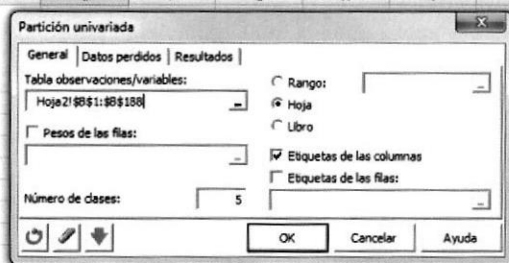 Partición univariada
General Datos perdidos Resultados
Tabla observaciones/variables:
Hoja2!$B$1:$B$188
Pesos de las filas:
Número de clases: 5
Rango:
Hoja
Libro
Etiquetas de las columnas
Etiquetas de las filas:
OK Cancelar Ayuda